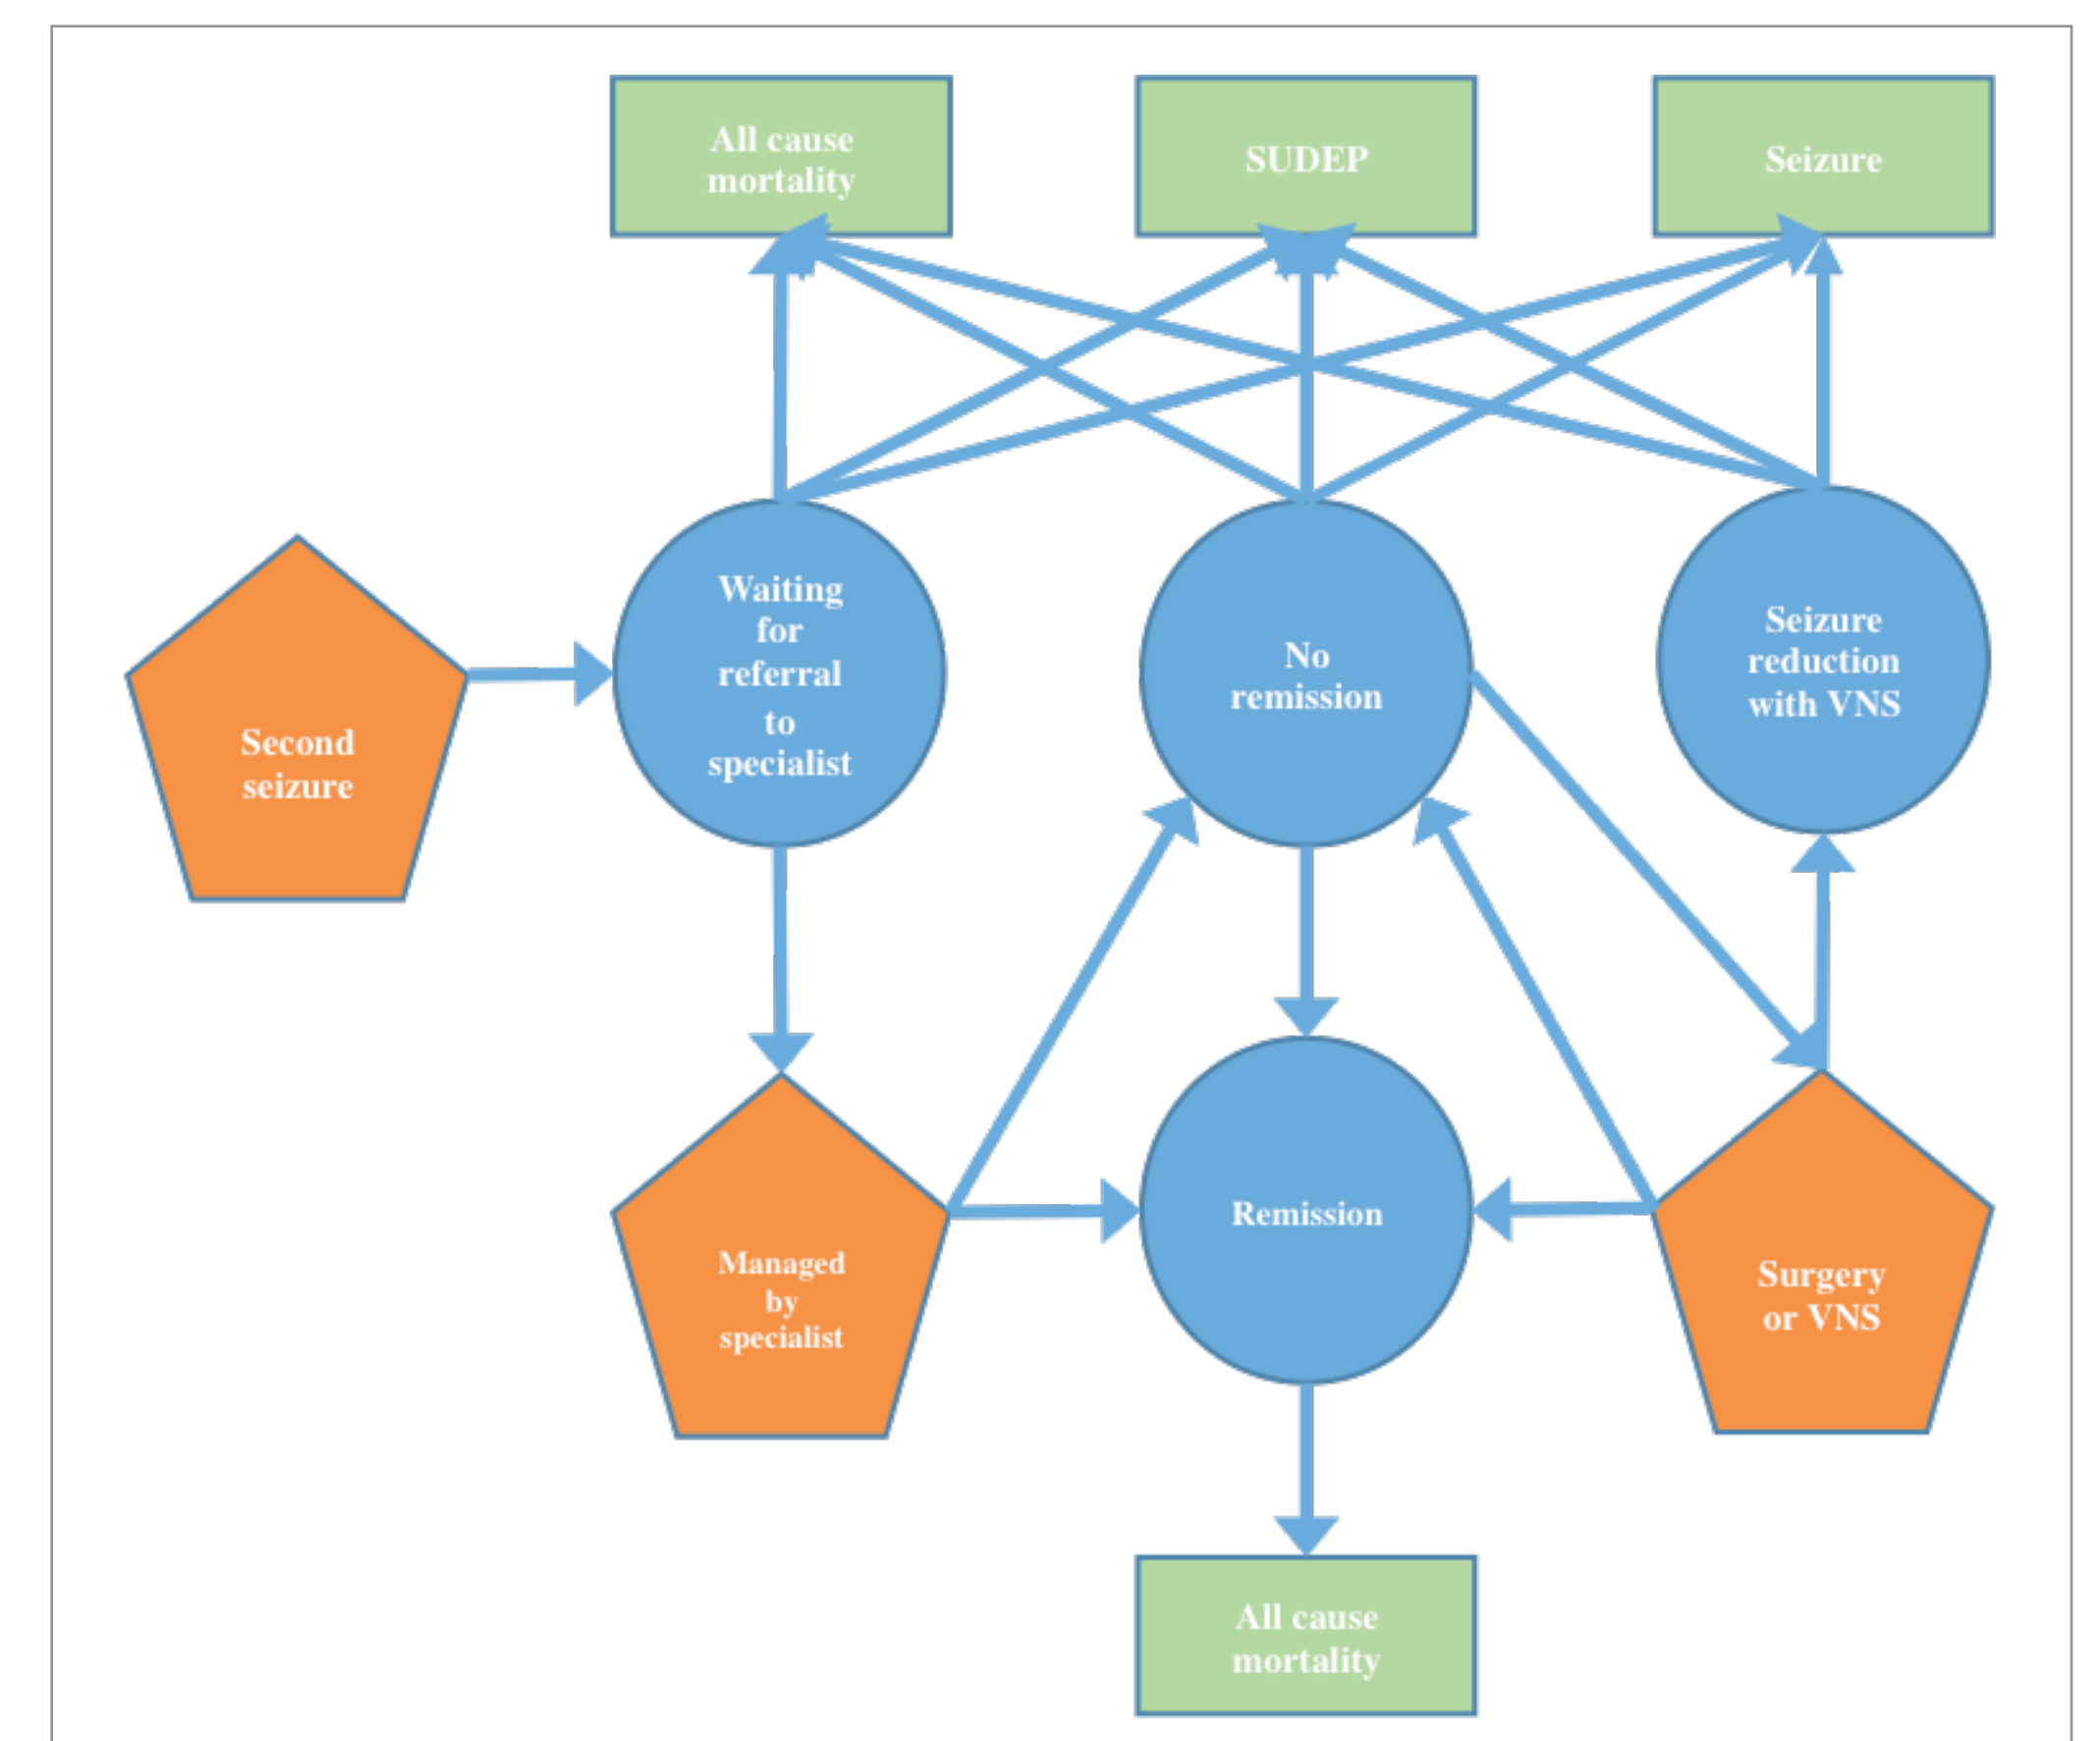 All cause
mortality
SUDEP
Seizure
Second
seizure
Waiting
for
referral
to
specialist
No
remission
Seizure
reduction
with VNS
Managed
by
specialist
Remission
Surgery
or VNS
All cause
mortality